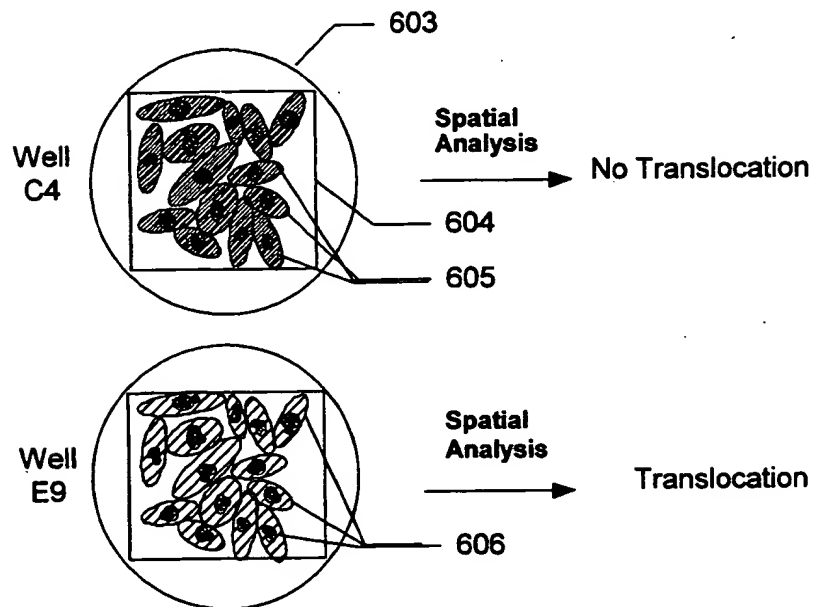 603
Well
C4
Spatial
Analysis
No Translocation
604
605
Well
E9
Spatial
Analysis
Translocation
606